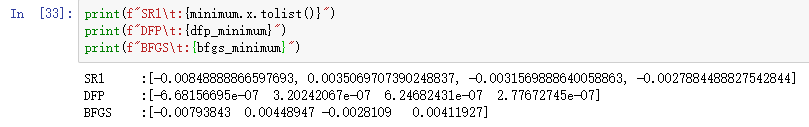 In [33]: print(f"SR1\t:{minimum.x.tolist()}")
print(f"DFP\t:{dfp_minimum}")
print(f"BFGS\t:{bfgs_minimum}")
SR1 :[-0.00848888866597693, 0.0035069707390248837, -0.0031569888640058863, -0.0027884488827542844]
DFP :[-6.68156695e-07 3.20242067e-07 6.24682431e-07 2.77672745e-07]
BFGS :[-0.00793843 0.00448947 -0.0028109 0.00411927]